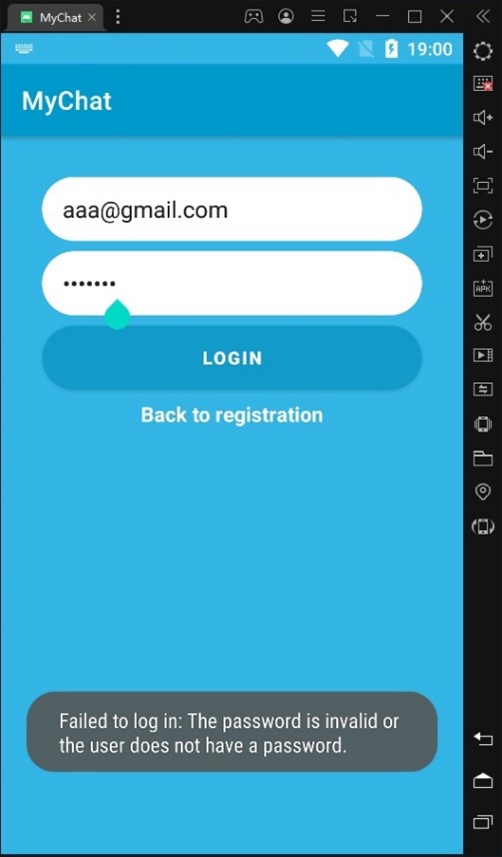 MyChat
19:00
MyChat
aaa@gmail.com
•••••••
LOGIN
Back to registration
Failed to log in: The password is invalid or
the user does not have a password.
APK